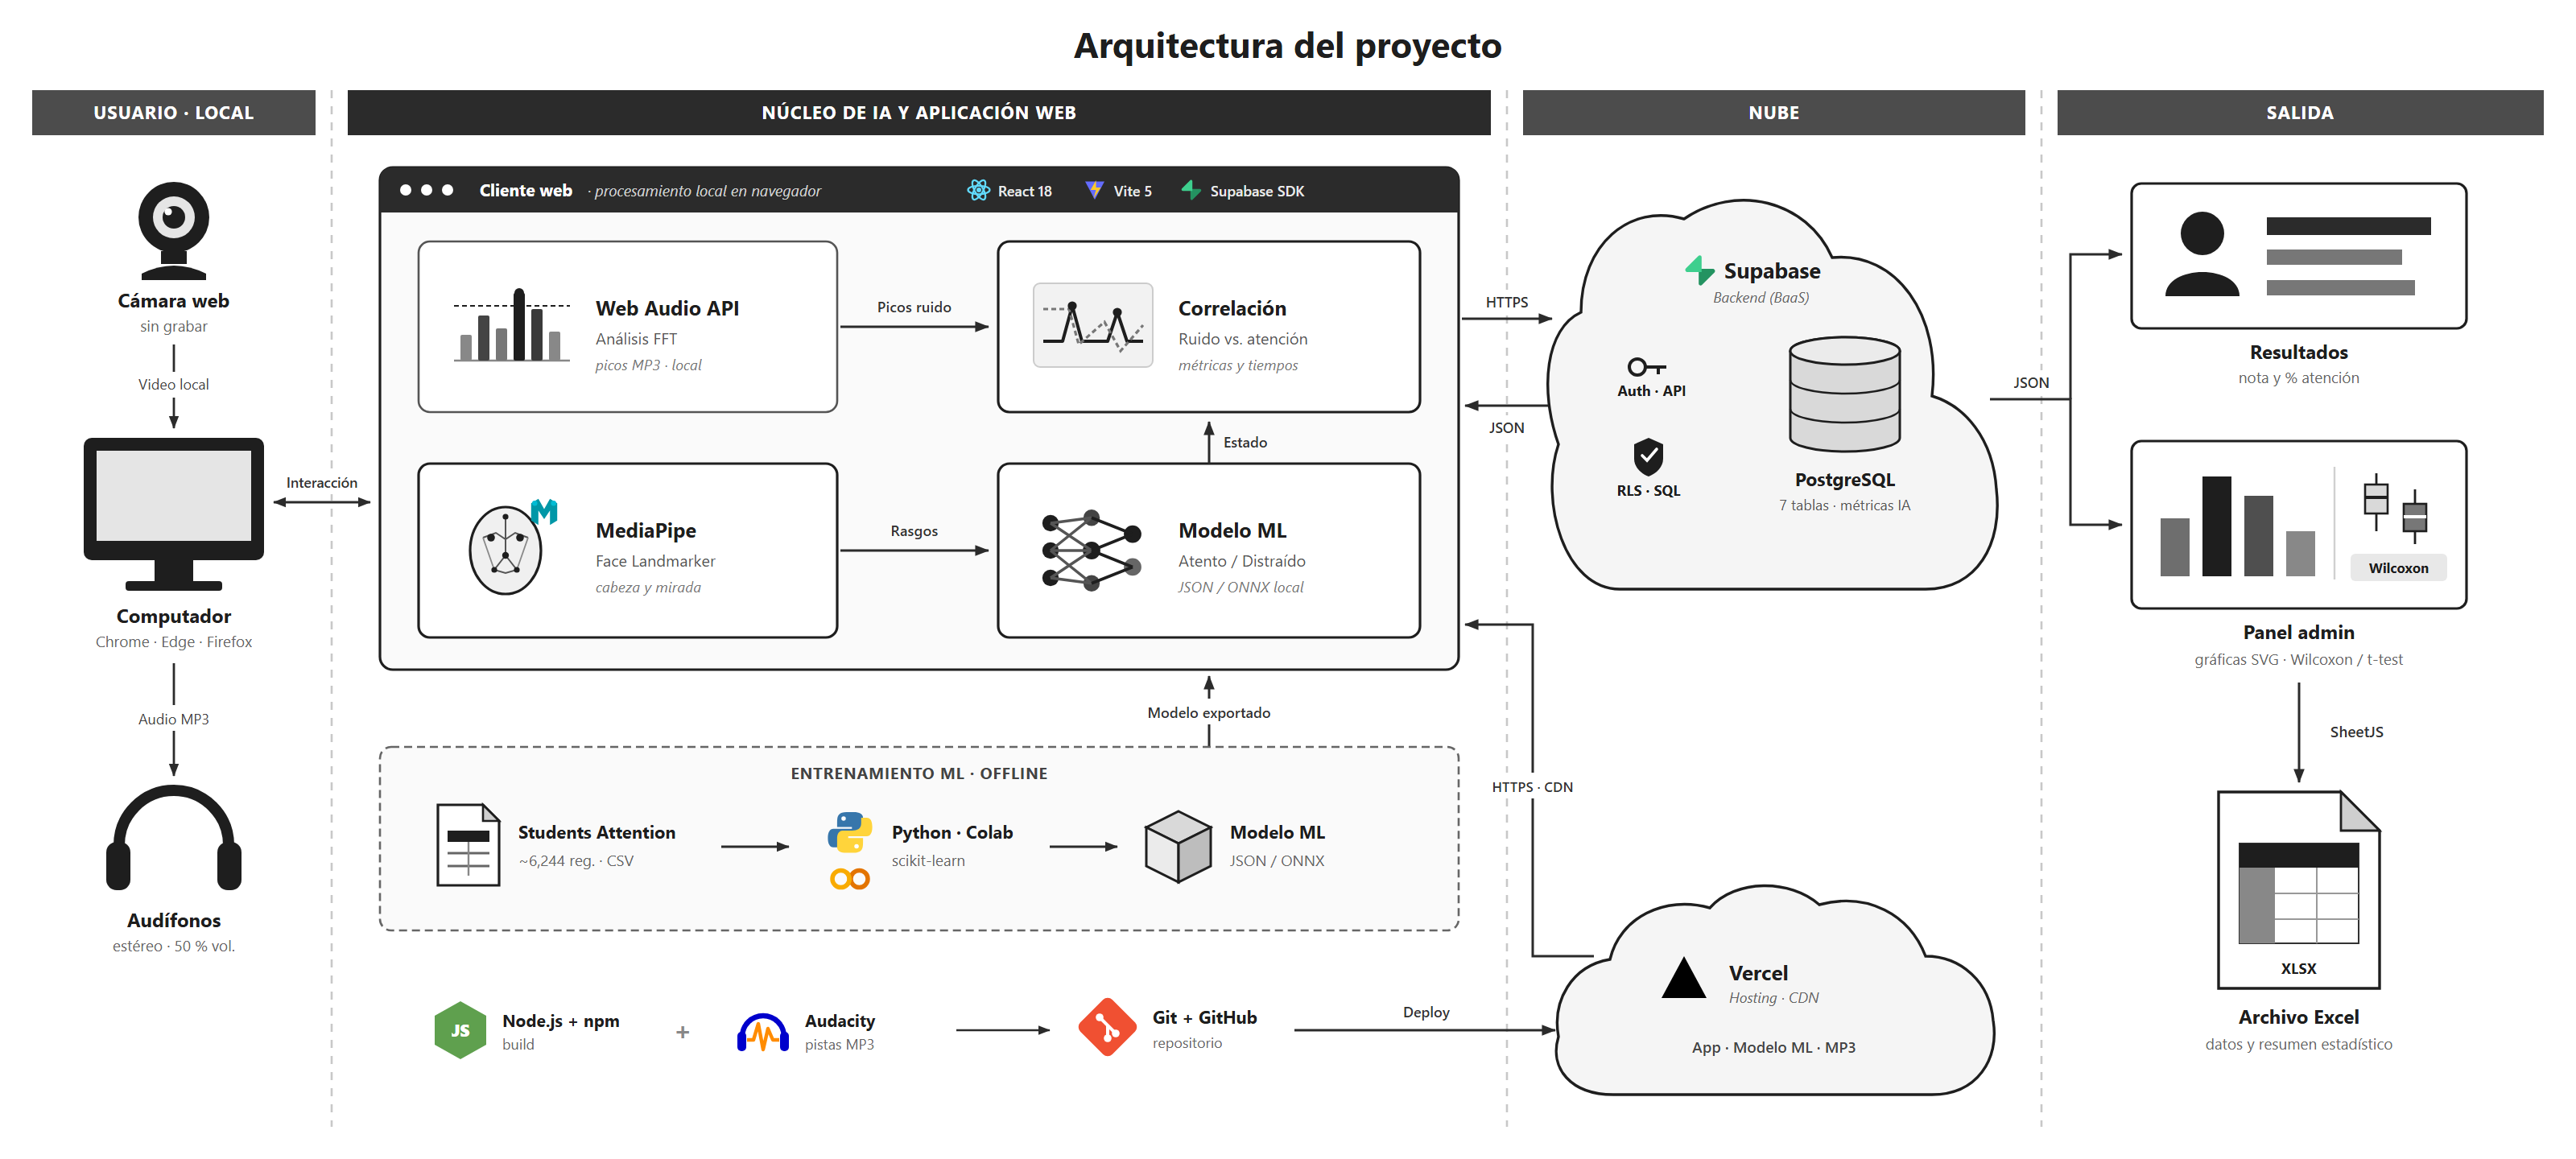 Arquitectura del proyecto
USUARIO · LOCAL
NÚCLEO DE IA Y APLICACIÓN WEB
NUBE
SALIDA
Cámara web
sin grabar
Video local
Computador
Chrome · Edge · Firefox
Audio MP3
Audífonos
estéreo · 50 % vol.
Interacción
Cliente web · procesamiento local en navegador
React 18
Vite 5
Supabase SDK
Web Audio API
Análisis FFT
picos MP3 · local
Picos ruido
Correlación
Ruido vs. atención
métricas y tiempos
Estado
MediaPipe
Face Landmarker
cabeza y mirada
Rasgos
Modelo ML
Atento / Distraído
JSON / ONNX local
Modelo exportado
ENTRENAMIENTO ML · OFFLINE
Students Attention
~6,244 reg. · CSV
Python · Colab
scikit-learn
Modelo ML
JSON / ONNX
JS
Node.js + npm
build
+
Audacity
pistas MP3
Git + GitHub
repositorio
Deploy
HTTPS
JSON
Supabase
Backend (BaaS)
Auth · API
RLS · SQL
PostgreSQL
7 tablas · métricas IA
HTTPS · CDN
Vercel
Hosting · CDN
App · Modelo ML · MP3
JSON
Resultados
nota y % atención
Wilcoxon
Panel admin
gráficas SVG · Wilcoxon / t-test
SheetJS
XLSX
Archivo Excel
datos y resumen estadístico